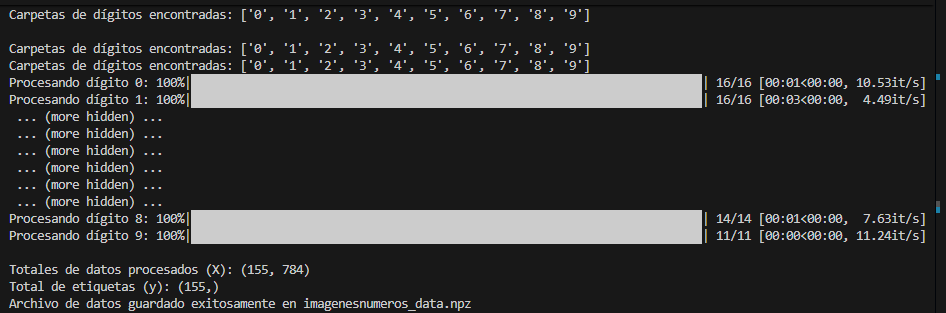 Carpetas de dígitos encontradas: ['0', '1', '2', '3', '4', '5', '6', '7', '8', '9']
Carpetas de dígitos encontradas: ['0', '1', '2', '3', '4', '5', '6', '7', '8', '9']
Carpetas de dígitos encontradas: ['0', '1', '2', '3', '4', '5', '6', '7', '8', '9']
Procesando dígito 0: 100%| | 16/16 [00:01<00:00, 10.53it/s]
Procesando dígito 1: 100%| | 16/16 [00:03<00:00, 4.49it/s]
... (more hidden) ...
... (more hidden) ...
... (more hidden) ...
... (more hidden) ...
... (more hidden) ...
... (more hidden) ...
Procesando dígito 8: 100%| | 14/14 [00:01<00:00, 7.63it/s]
Procesando dígito 9: 100%| | 11/11 [00:00<00:00, 11.24it/s]
Totales de datos procesados (X): (155, 784)
Total de etiquetas (y): (155,)
Archivo de datos guardado exitosamente en imagenesnumeros_data.npz